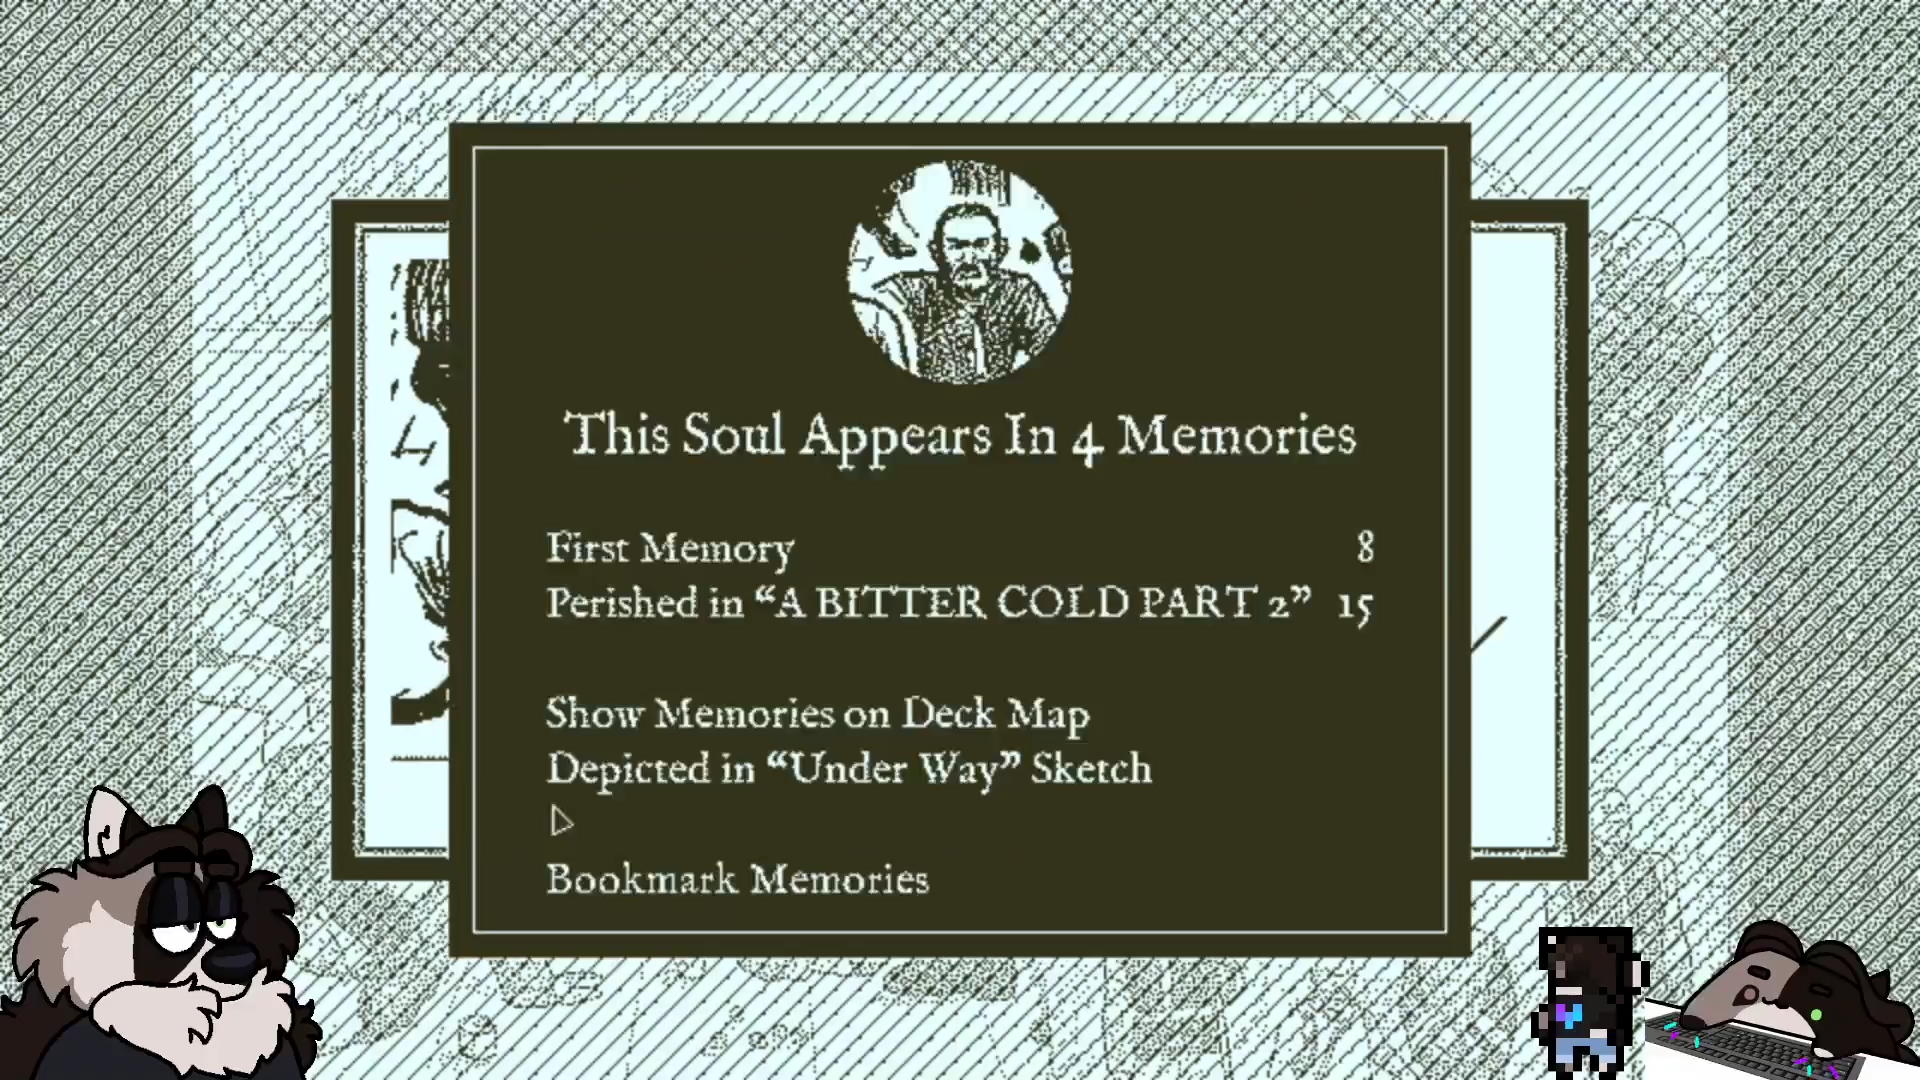 This Soul Appears In 4 Memories
First Memory 8
Perished in “A BITTER COLD PART 2” 15
Show Memories on Deck Map
Depicted in “Under Way” Sketch
Bookmark Memories